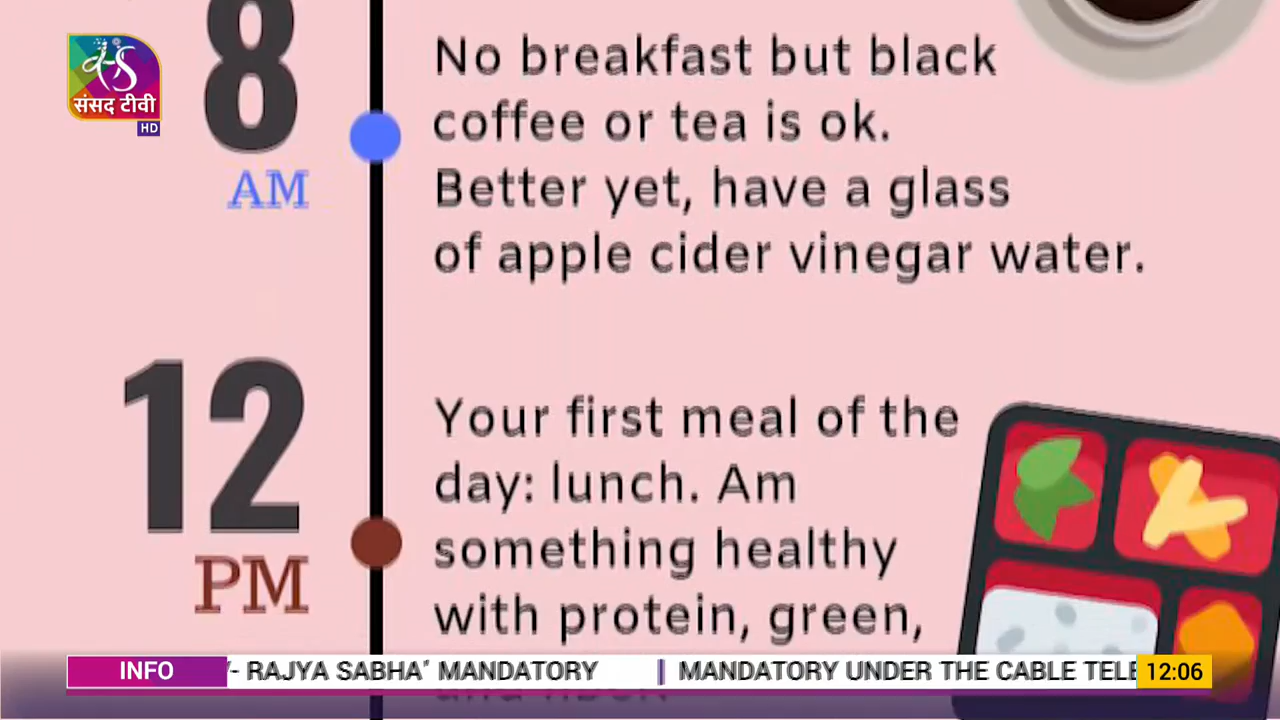 संसद टीवी
HD
8
AM
No breakfast but black
coffee or tea is ok.
Better yet, have a glass
of apple cider vinegar water.
12
PM
Your first meal of the
day: lunch. Am
something healthy
with protein, green,
INFO
- RAJYA SABHA’ MANDATORY | MANDATORY UNDER THE CABLE TELE
12:06